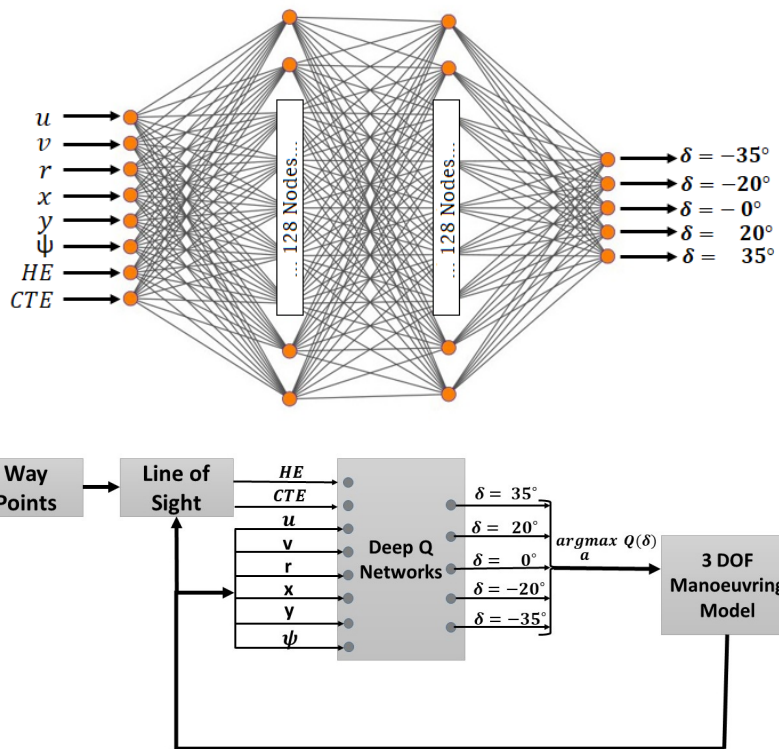 u
v
r
x
y
ψ
HE
CTE
... 128 Nodes...
... 128 Nodes...
δ = −35°
δ = −20°
δ = − 0°
δ = 20°
δ = 35°
Way
Points
Line of
Sight
HE
CTE
u
v
r
x
y
ψ
Deep Q
Networks
δ = 35°
δ = 20°
δ = 0°
δ = −20°
δ = −35°
argmax Q(δ)
a
3 DOF
Manoeuvring
Model